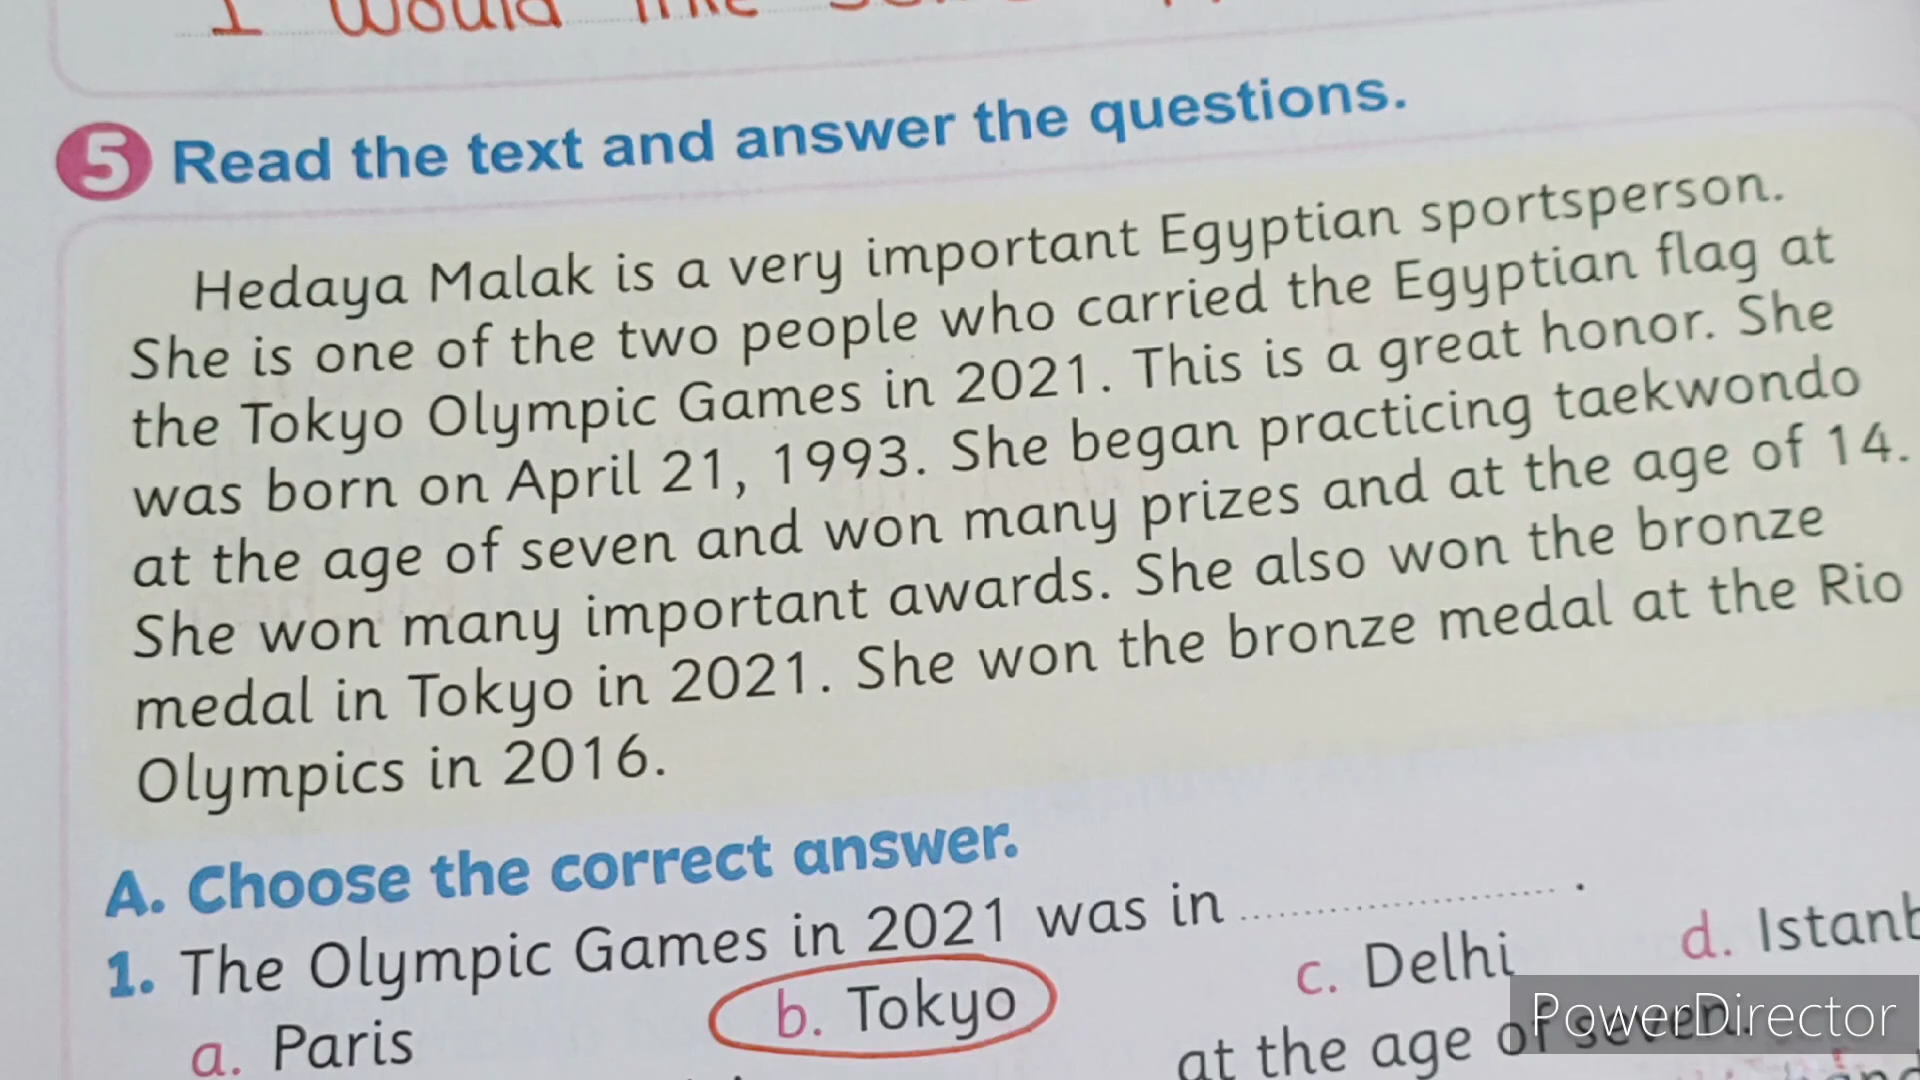 I would
5 Read the text and answer the questions.
Hedaya Malak is a very important Egyptian sportsperson.
She is one of the two people who carried the Egyptian flag at
the Tokyo Olympic Games in 2021. This is a great honor. She
was born on April 21, 1993. She began practicing taekwondo
at the age of seven and won many prizes and at the age of 14.
She won many important awards. She also won the bronze
medal in Tokyo in 2021. She won the bronze medal at the Rio
Olympics in 2016.
A. Choose the correct answer.
1. The Olympic Games in 2021 was in .
a. Paris b. Tokyo c. Delhi d. Istanb
at the age of seven.
PowerDirector